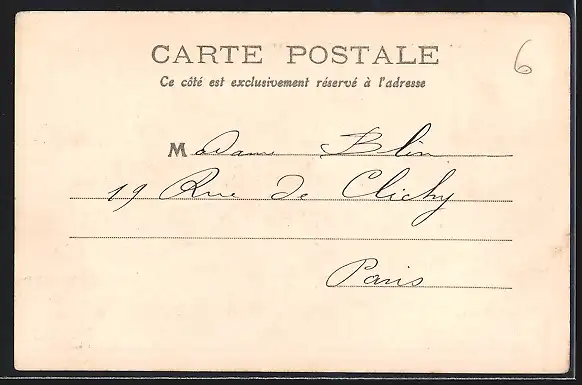 CARTE POSTALE
6
Ce côté est exclusivement réservé à l'adresse
Madame Blin
19 Rue de Clichy
Paris